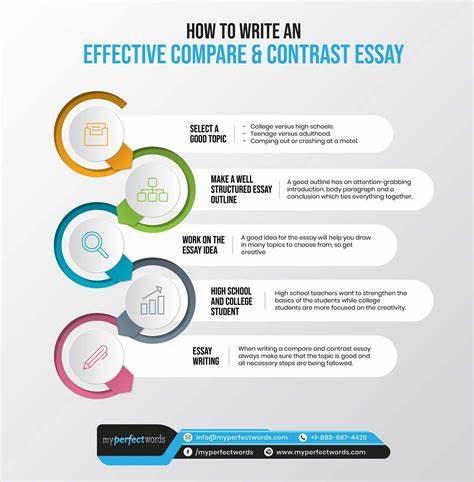 HOW TO WRITE AN
EFFECTIVE COMPARE & CONTRAST ESSAY
SELECT A
GOOD TOPIC
- College versus high schools.
- Teenage versus adulthood.
- Camping out or crashing at a motel.
MAKE A WELL
STRUCTURED ESSAY
OUTLINE
A good outline has an attention-grabbing
introduction, body paragraph and a
conclusion which ties everything together.
WORK ON THE
ESSAY IDEA
A good idea for the essay will help you draw
in many topics to choose from, so get
creative
HIGH SCHOOL
AND COLLEGE
STUDENT
High school teachers want to strengthen the
basics of the students while college
students are more focused on the creativity.
ESSAY
WRITING
When writing a compare and contrast essay
always make sure that the topic is good and
all necessary steps are being followed.
myperfectwords
info@myperfectwords.com
+1-888-687-4420
/myperfectwords
www.myperfectwords.com